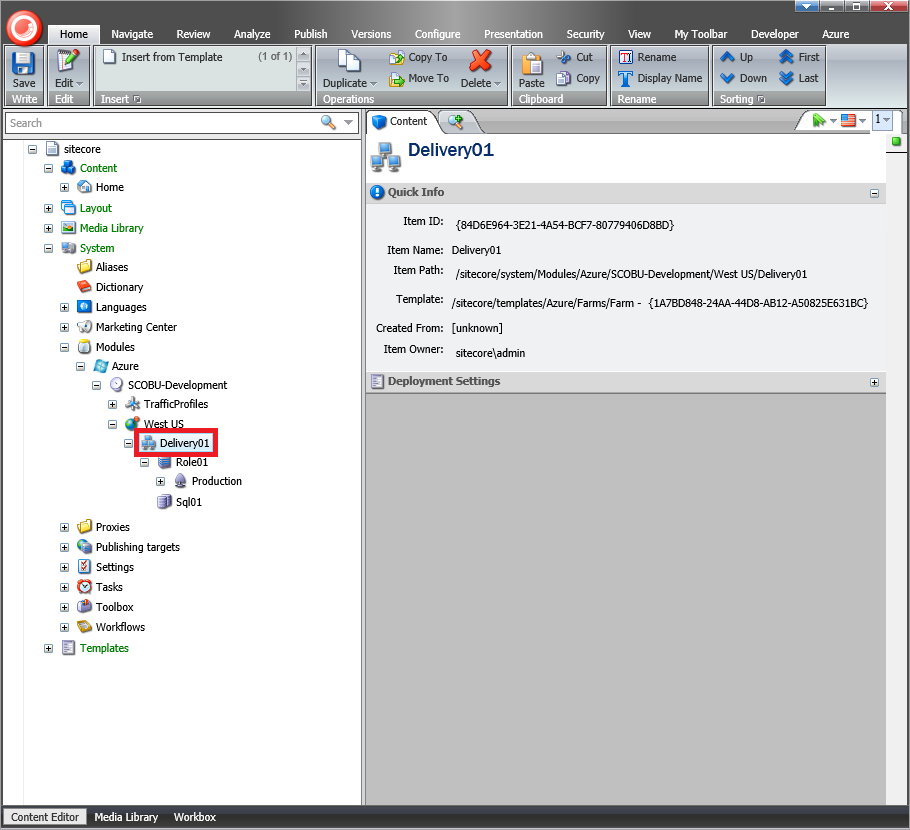 Home Navigate Review Analyze Publish Versions Configure Presentation Security View My Toolbar Developer Azure
Save
Write
Edit
Edit
Insert from Template (1 of 1)
Insert
Duplicate
Copy To
Move To
Delete
Operations
Paste
Cut
Copy
Clipboard
Rename
Display Name
Rename
Up
Down
First
Last
Sorting
Search
Content
1
sitecore
Content
Home
Layout
Media Library
System
Aliases
Dictionary
Languages
Marketing Center
Modules
Azure
SCOBU-Development
TrafficProfiles
West US
Delivery01
Role01
Production
Sql01
Proxies
Publishing targets
Settings
Tasks
Toolbox
Workflows
Templates
Delivery01
Quick Info
Item ID: {84D6E964-3E21-4A54-BCF7-80779406D8BD}
Item Name: Delivery01
Item Path: /sitecore/system/Modules/Azure/SCOBU-Development/West US/Delivery01
Template: /sitecore/templates/Azure/Farms/Farm - {1A7BD848-24AA-44D8-AB12-A50825E631BC}
Created From: [unknown]
Item Owner: sitecore\admin
Deployment Settings
Content Editor Media Library Workbox